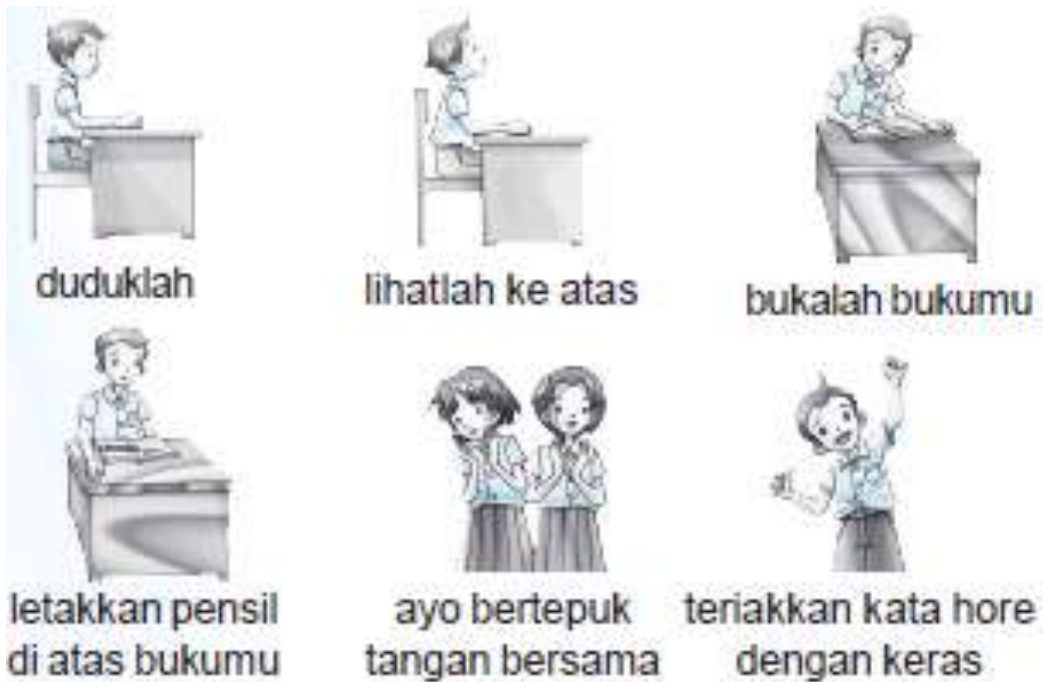 duduklah
lihatlah ke atas
bukalah bukumu
letakkan pensil
di atas bukumu
ayo bertepuk
tangan bersama
teriakkan kata hore
dengan keras